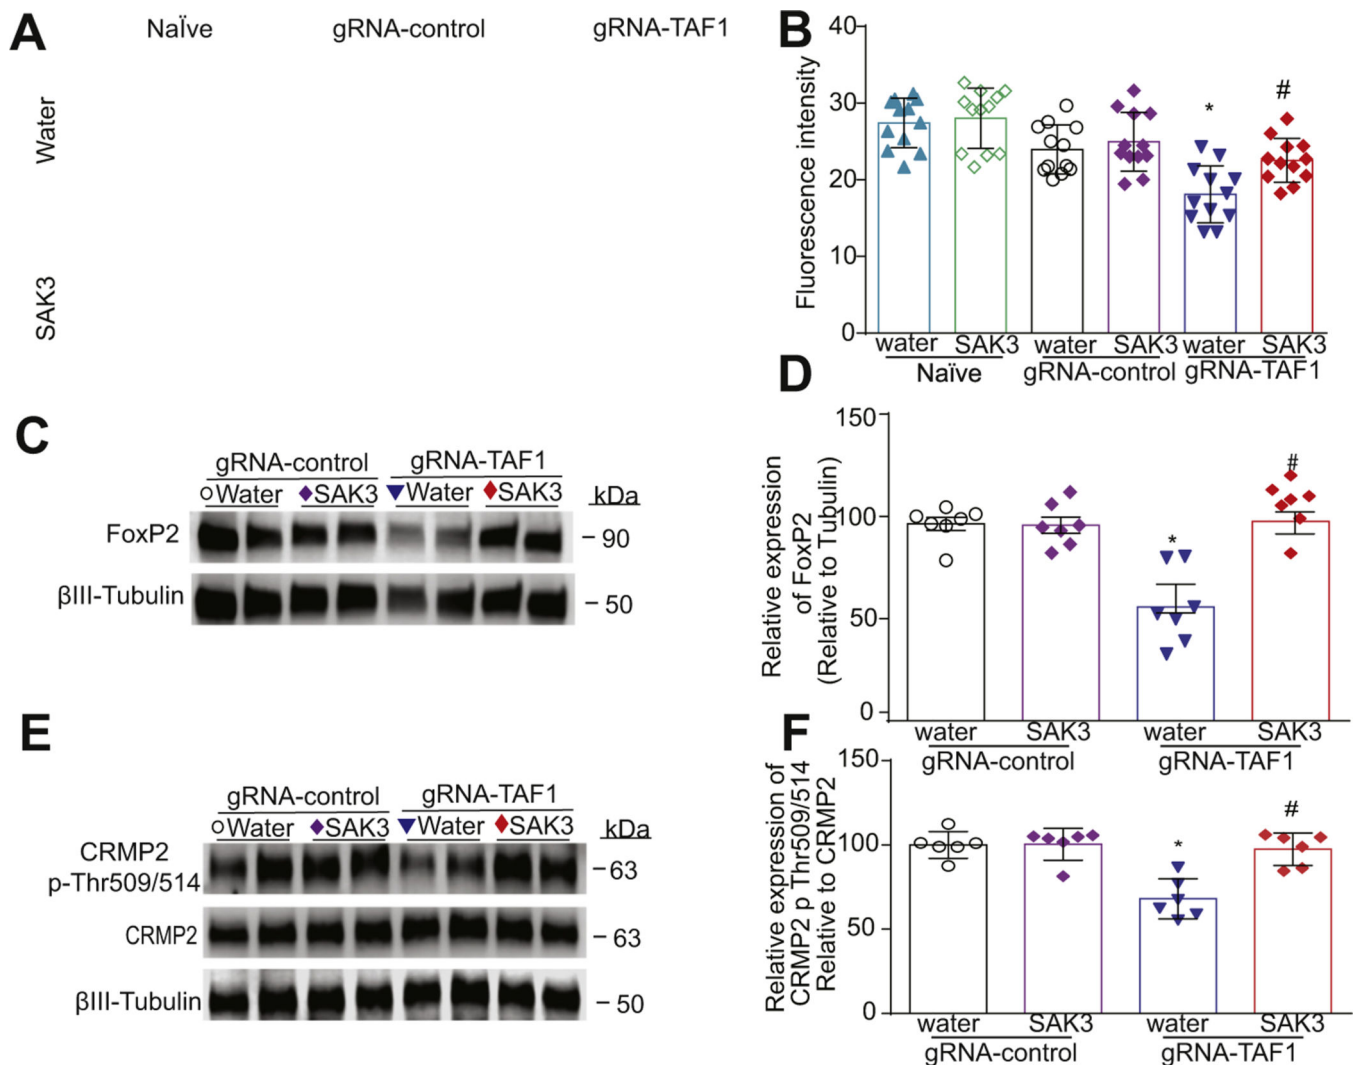 A
NaÏve
gRNA-control
gRNA-TAF1
Water
SAK3
B
Fluorescence intensity
40
30
20
10
0
water
SAK3
water
SAK3
water
SAK3
*
#
Naïve
gRNA-control
gRNA-TAF1
C
gRNA-control
gRNA-TAF1
Water
SAK3
Water
SAK3
kDa
FoxP2
90
βIII-Tubulin
50
D
Relative expression
of FoxP2
(Relative to Tubulin)
150
100
50
0
*
#
water
SAK3
water
SAK3
gRNA-control
gRNA-TAF1
E
gRNA-control
gRNA-TAF1
Water
SAK3
Water
SAK3
kDa
CRMP2
p-Thr509/514
63
CRMP2
63
βIII-Tubulin
50
F
Relative expression of
CRMP2 p Thr509/514
Relative to CRMP2
150
100
50
0
*
#
water
SAK3
water
SAK3
gRNA-control
gRNA-TAF1